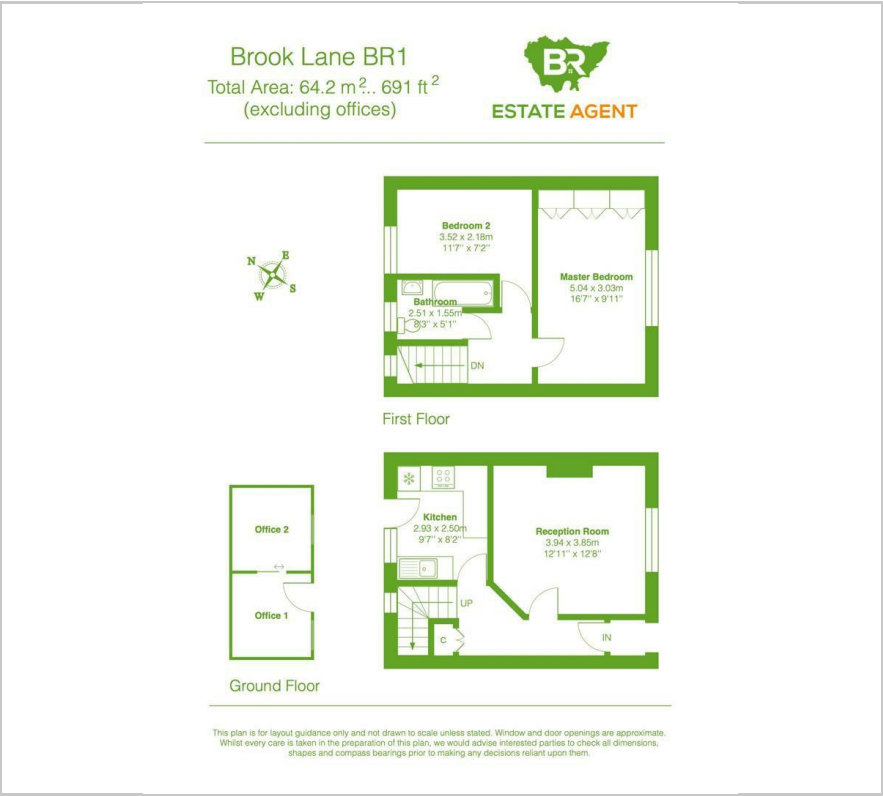 Brook Lane BR1
Total Area: 64.2 m².. 691 ft²
(excluding offices)
BR
ESTATE AGENT
Bedroom 2
3.52 x 2.18m
11'7'' x 7'2''
Master Bedroom
5.04 x 3.03m
16'7'' x 9'11''
Bathroom
2.51 x 1.55m
8'3'' x 5'1''
DN
N
E
S
W
First Floor
Kitchen
2.93 x 2.50m
9'7'' x 8'2''
Reception Room
3.94 x 3.85m
12'11'' x 12'8''
UP
C
IN
Office 2
Office 1
Ground Floor
This plan is for layout guidance only and not drawn to scale unless stated. Window and door openings are approximate.
Whilst every care is taken in the preparation of this plan, we would advise interested parties to check all dimensions,
shapes and compass bearings prior to making any decisions reliant upon them.